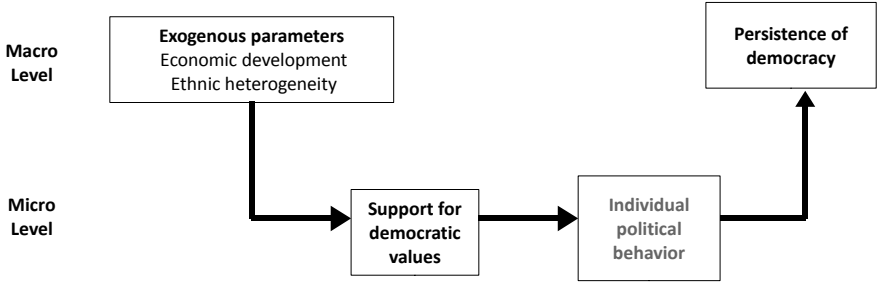 Macro
Level
Exogenous parameters
Economic development
Ethnic heterogeneity
Persistence of
democracy
Micro
Level
Support for
democratic
values
Individual
political
behavior